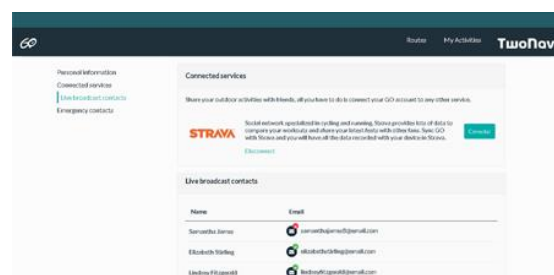 GO
Routes My Activities TwoNav
Personal information
Connected services
Live broadcast contacts
Emergency contacts
Connected services
Share your outdoor activities with friends, all you have to do is connect your GO account to any other service.
STRAVA
Social network specialized in cycling and running. Strava provides lots of data to
compare your workouts and share your latest feats with other fans. Sync GO
with Strava and you will have all the data recorded with your device in Strava.
Disconnect
Live broadcast contacts
Name Email
Samantha
Elizabeth Stirling
Lindsay Fitzgerald